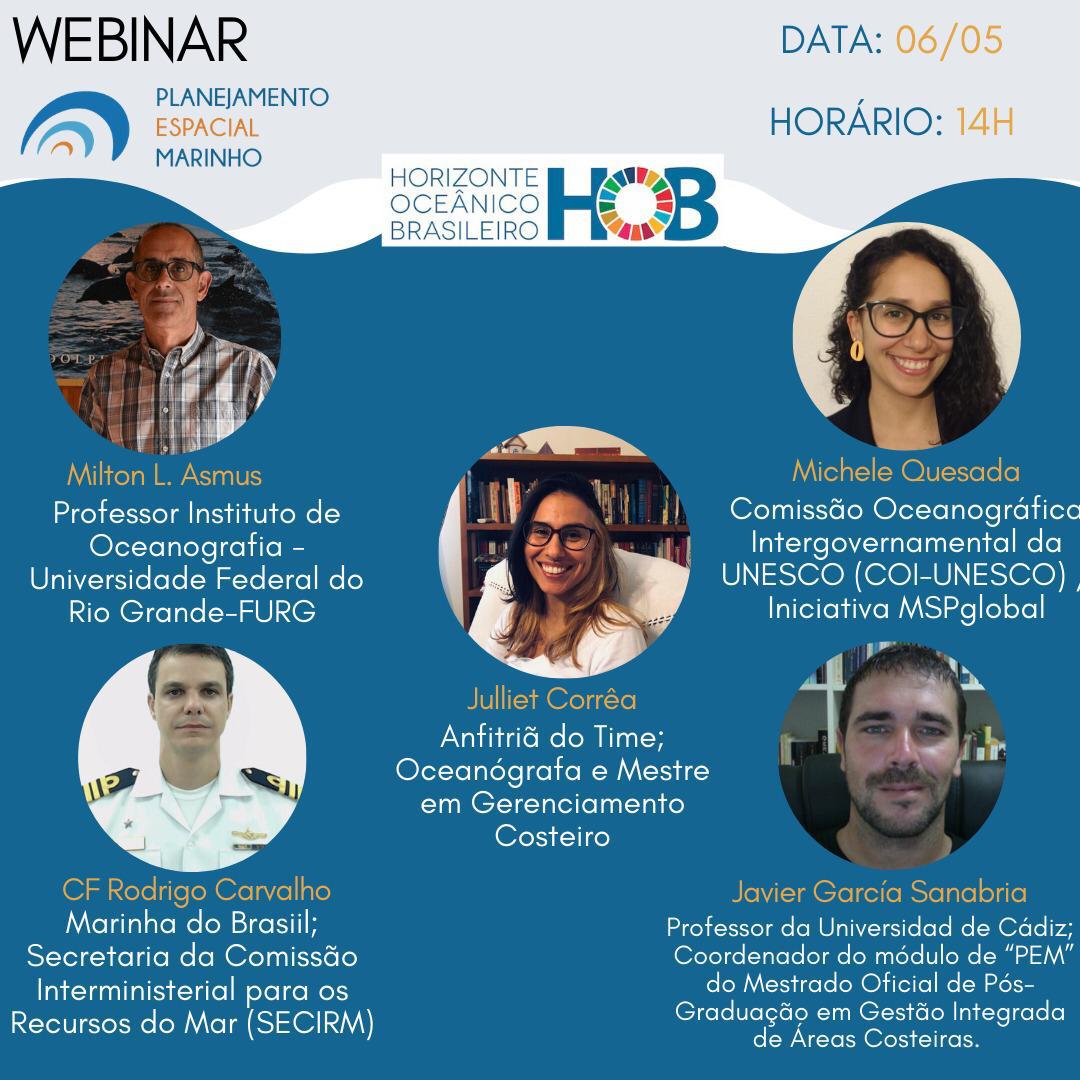 WEBINAR
PLANEJAMENTO
ESPACIAL
MARINHO
DATA: 06/05
HORÁRIO: 14H
HORIZONTE
OCEÂNICO
BRASILEIRO
HOB
Milton L. Asmus
Professor Instituto de
Oceanografia -
Universidade Federal do
Rio Grande-FURG
Michele Quesada
Comissão Oceanográfica
Intergovernamental da
UNESCO (COI-UNESCO) /
Iniciativa MSPglobal
Julliet Corrêa
Anfitriã do Time;
Oceanógrafa e Mestre
em Gerenciamento
Costeiro
CF Rodrigo Carvalho
Marinha do Brasiil;
Secretaria da Comissão
Interministerial para os
Recursos do Mar (SECIRM)
Javier García Sanabria
Professor da Universidad de Cádiz;
Coordenador do módulo de “PEM”
do Mestrado Oficial de Pós-
Graduação em Gestão Integrada
de Áreas Costeiras.